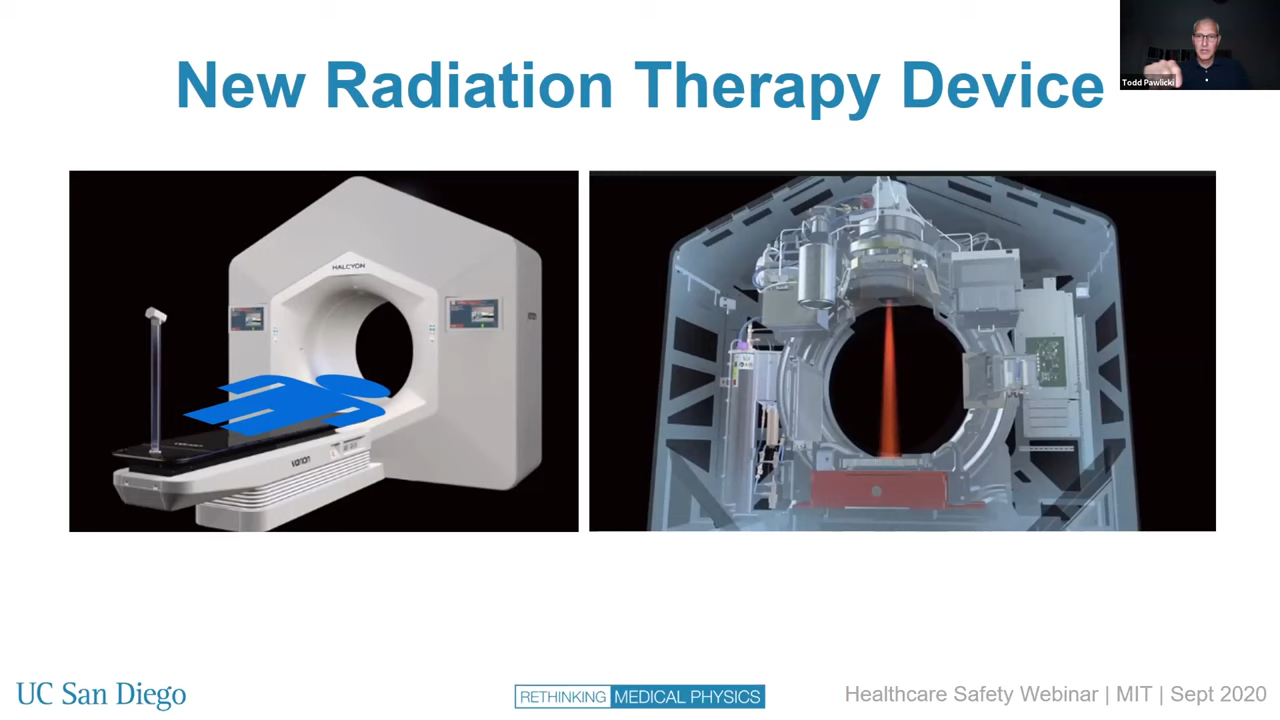 New Radiation Therapy Device
Todd Pawlicki
HALCYON
varian
UC San Diego
RETHINKING MEDICAL PHYSICS
Healthcare Safety Webinar | MIT | Sept 2020